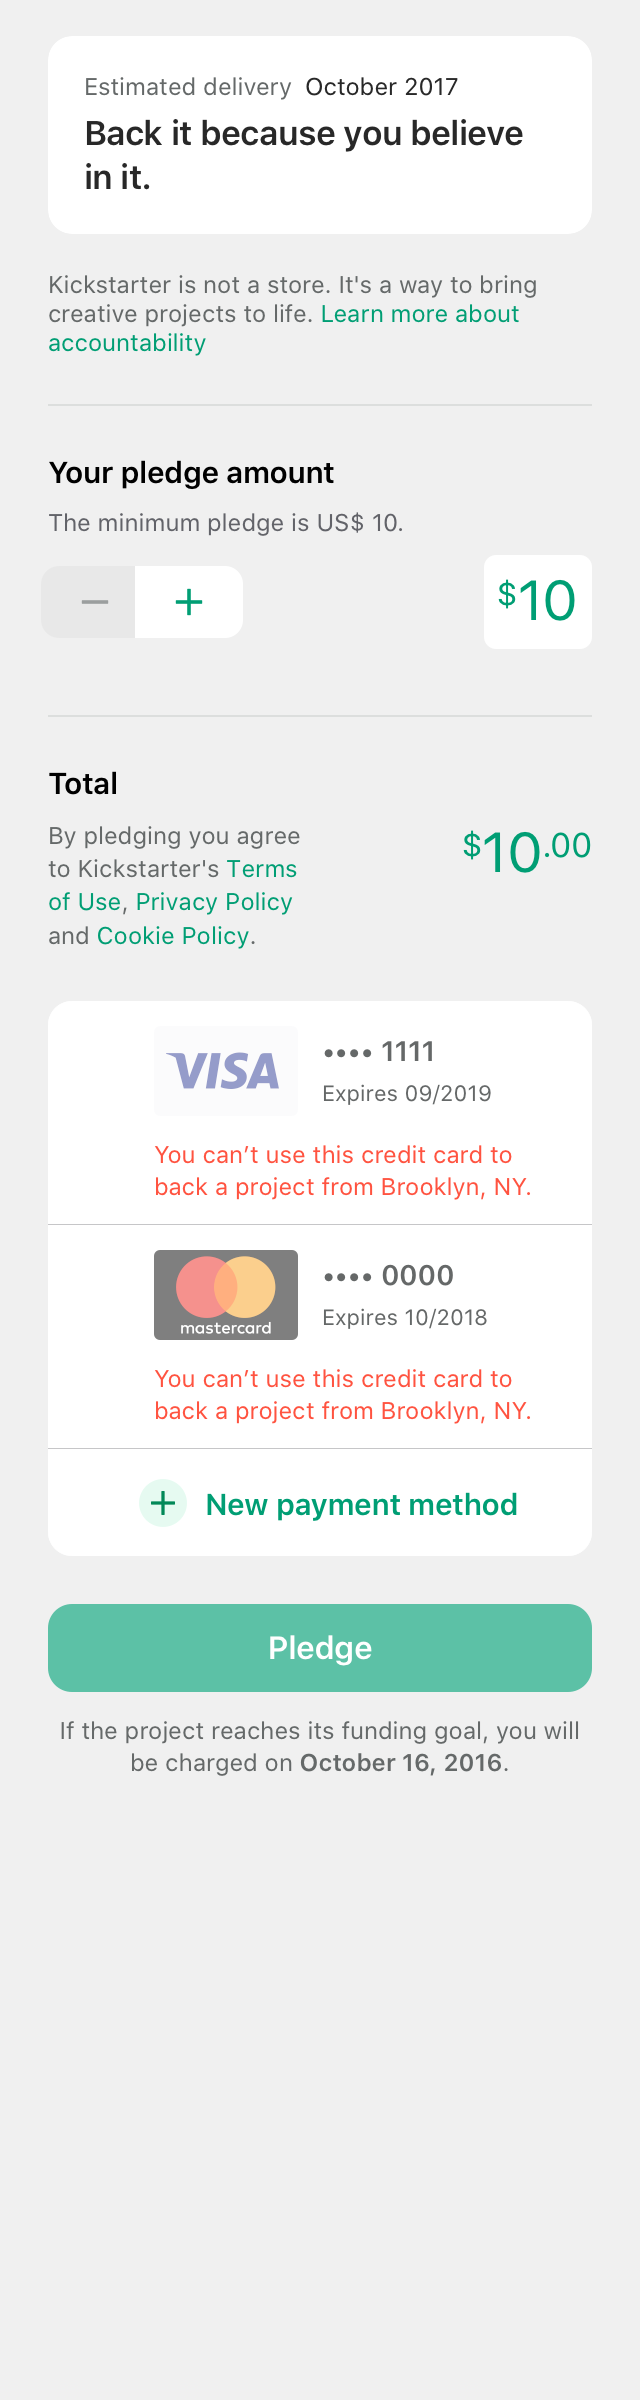 Estimated delivery October 2017
Back it because you believe
in it.
Kickstarter is not a store. It's a way to bring
creative projects to life. Learn more about
accountability
Your pledge amount
The minimum pledge is US$ 10.
− +
$10
Total
By pledging you agree
to Kickstarter's Terms
of Use, Privacy Policy
and Cookie Policy.
$10.00
VISA
•••• 1111
Expires 09/2019
You can’t use this credit card to
back a project from Brooklyn, NY.
mastercard
•••• 0000
Expires 10/2018
You can’t use this credit card to
back a project from Brooklyn, NY.
+ New payment method
Pledge
If the project reaches its funding goal, you will
be charged on October 16, 2016.